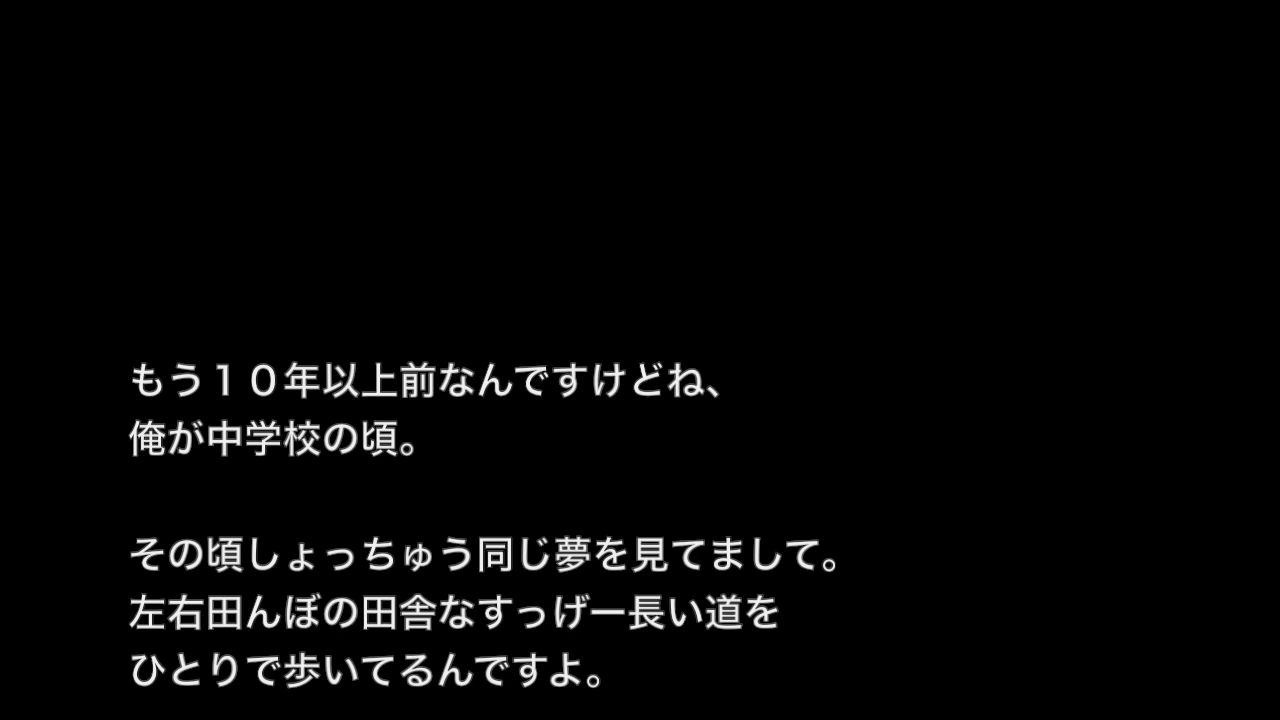 もう１０年以上前なんですけどね、
俺が中学校の頃。
その頃しょっちゅう同じ夢を見てまして。
左右田んぼの田舎なすっげー長い道を
ひとりで歩いてるんですよ。